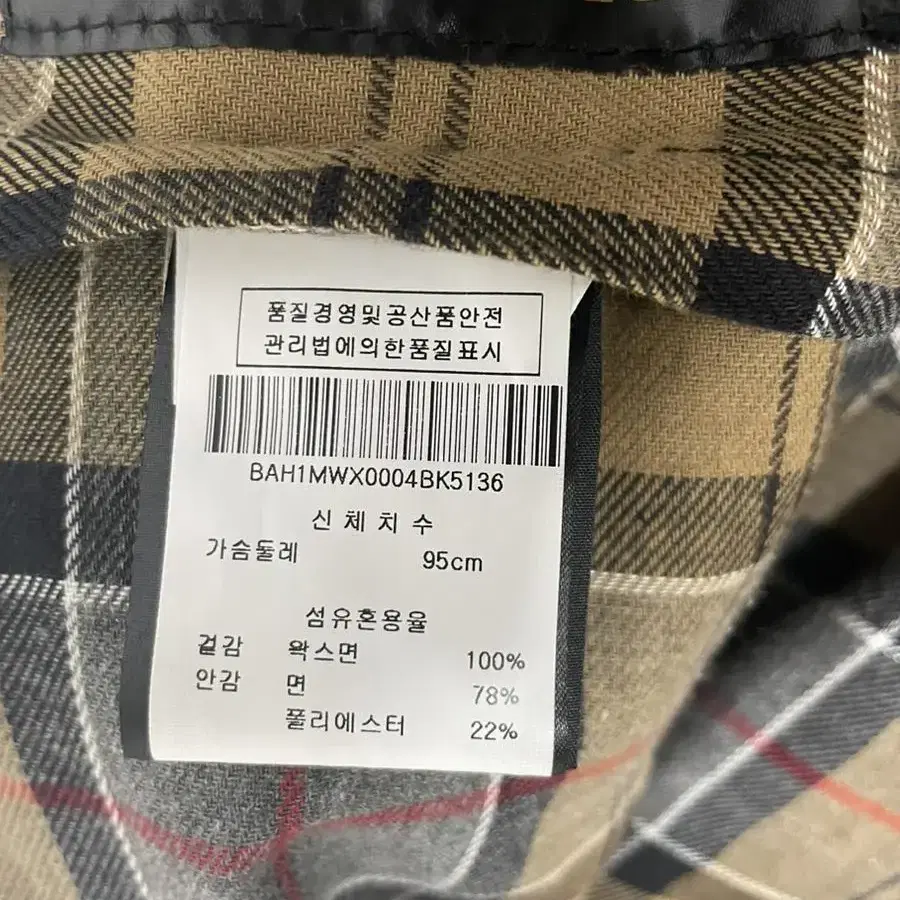 품질경영및공산품안전
관리법에의한품질표시
BAH1MWX0004BK5136
신체치수
가슴둘레 95cm
섬유혼용율
겉감 왁스면 100%
안감 면 78%
폴리에스터 22%